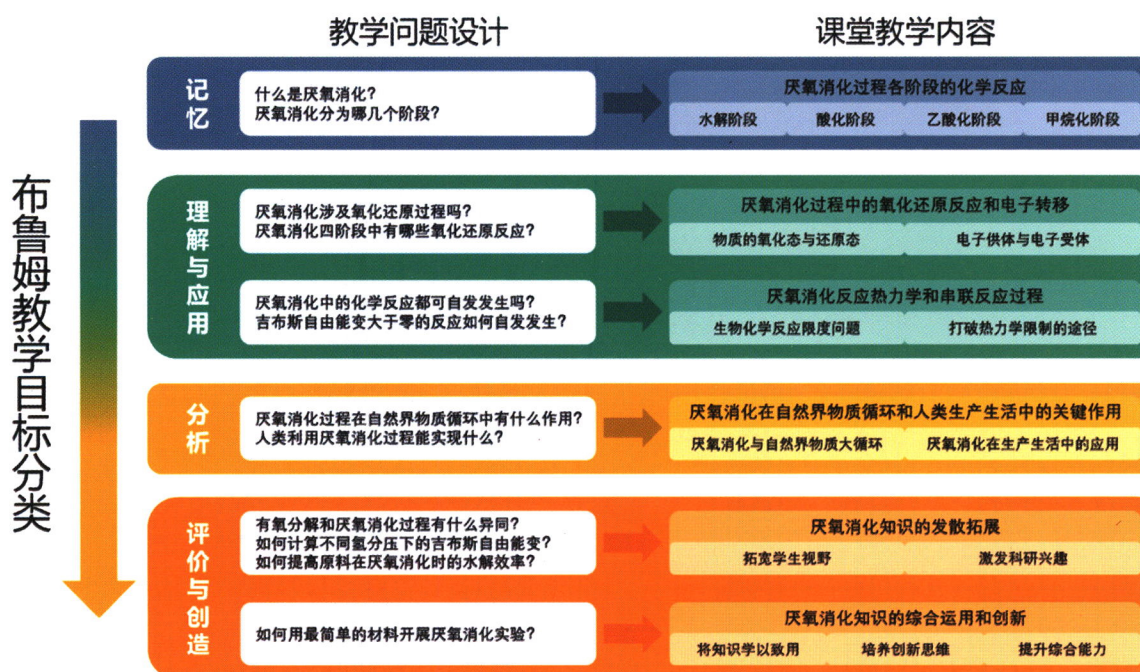 教学问题设计
课堂教学内容
布鲁姆教学目标分类
记忆
什么是厌氧消化?
厌氧消化分为哪几个阶段?
厌氧消化过程各阶段的化学反应
水解阶段 酸化阶段 乙酸化阶段 甲烷化阶段
理解与应用
厌氧消化涉及氧化还原过程吗?
厌氧消化四阶段中有哪些氧化还原反应?
厌氧消化过程中的氧化还原反应和电子转移
物质的氧化态与还原态 电子供体与电子受体
厌氧消化中的化学反应都可自发发生吗?
吉布斯自由能变大于零的反应如何自发发生?
厌氧消化反应热力学和串联反应过程
生物化学反应限度问题 打破热力学限制的途径
分析
厌氧消化过程在自然界物质循环中有什么作用?
人类利用厌氧消化过程能实现什么?
厌氧消化在自然界物质循环和人类生产生活中的关键作用
厌氧消化与自然界物质大循环 厌氧消化在生产生活中的应用
评价与创造
有氧分解和厌氧消化过程有什么异同?
如何计算不同氢分压下的吉布斯自由能变?
如何提高原料在厌氧消化时的水解效率?
厌氧消化知识的发散拓展
拓宽学生视野 激发科研兴趣
如何用最简单的材料开展厌氧消化实验?
厌氧消化知识的综合运用和创新
将知识学以致用 培养创新思维 提升综合能力